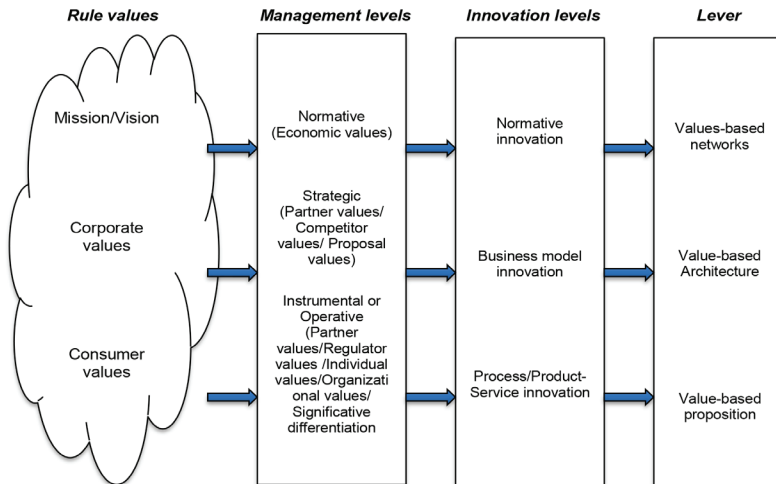 Rule values
Management levels
Innovation levels
Lever
Mission/Vision
Corporate
values
Consumer
values
Normative
(Economic values)
Strategic
(Partner values/
Competitor
values/ Proposal
values)
Instrumental or
Operative
(Partner
values/Regulator
values /Individual
values/Organizati
onal values/
Significative
differentiation
Normative
innovation
Business model
innovation
Process/Product-
Service innovation
Values-based
networks
Value-based
Architecture
Value-based
proposition